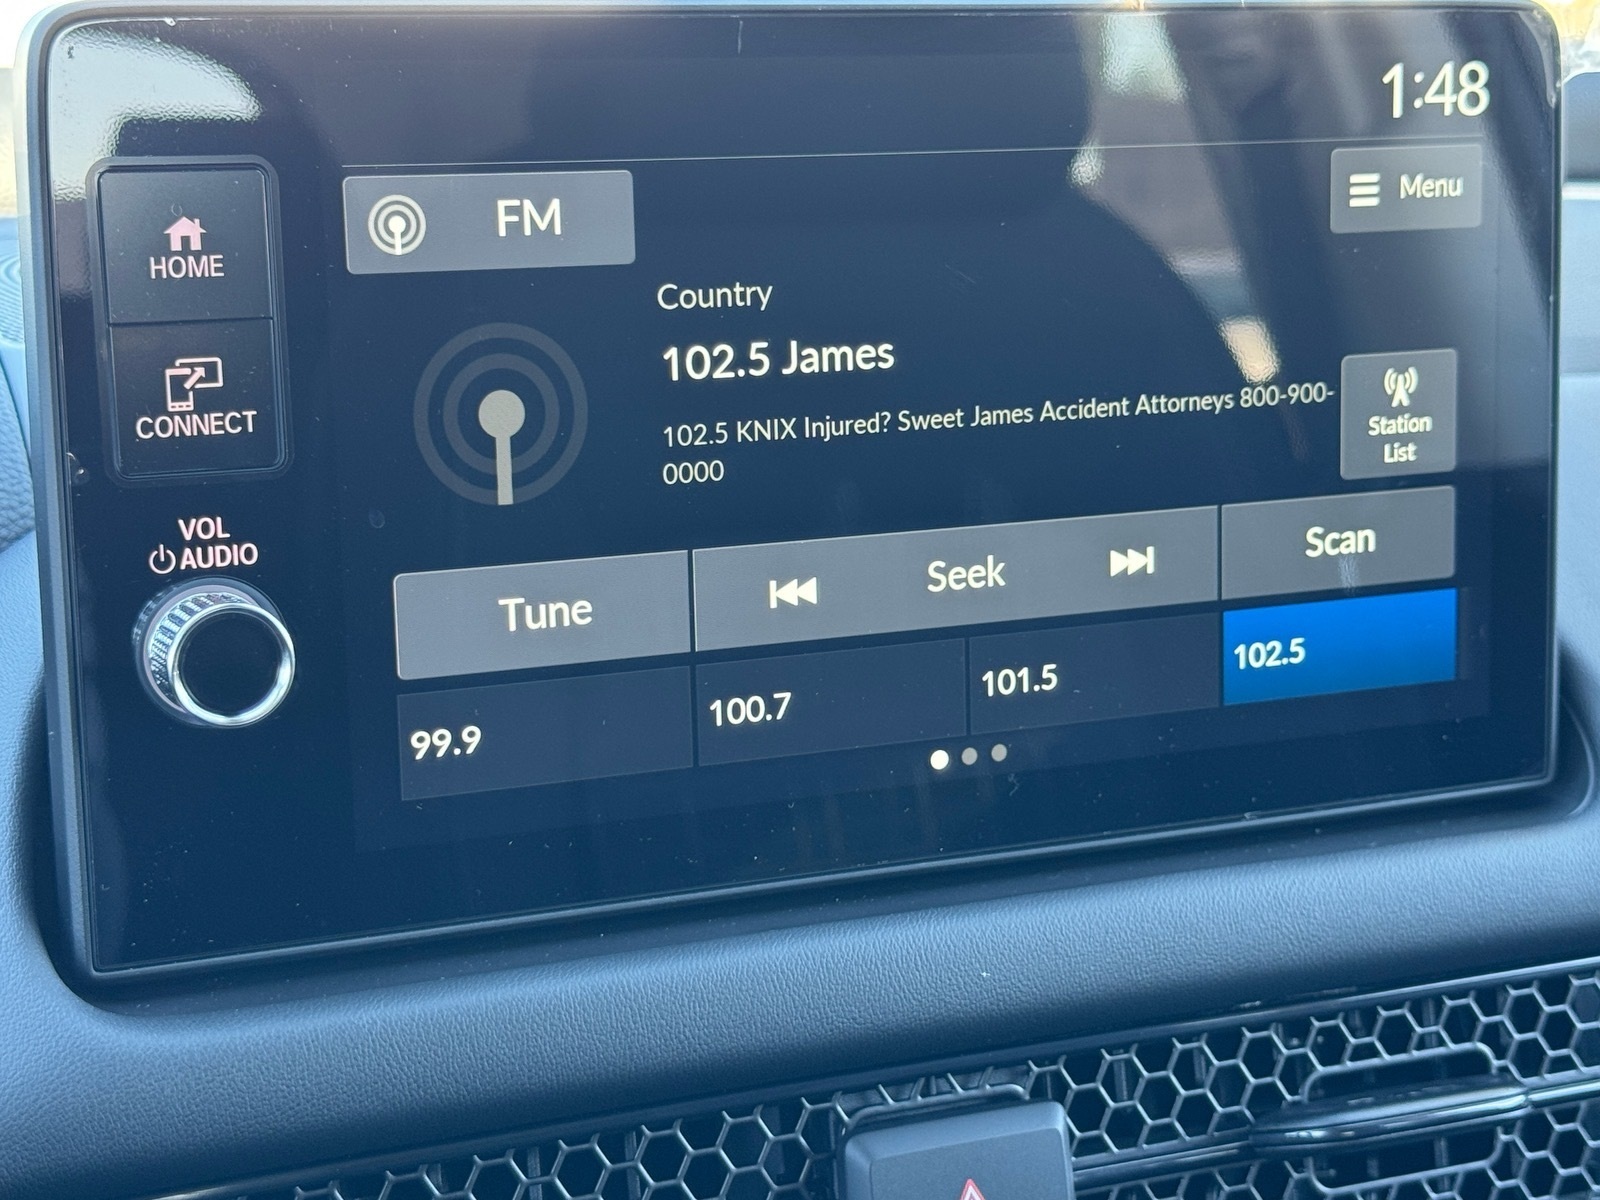 1:48
HOME
CONNECT
VOL
AUDIO
FM
Menu
Country
102.5 James
102.5 KNIX Injured? Sweet James Accident Attorneys 800-900-
0000
Station
List
Tune
Seek
Scan
99.9
100.7
101.5
102.5